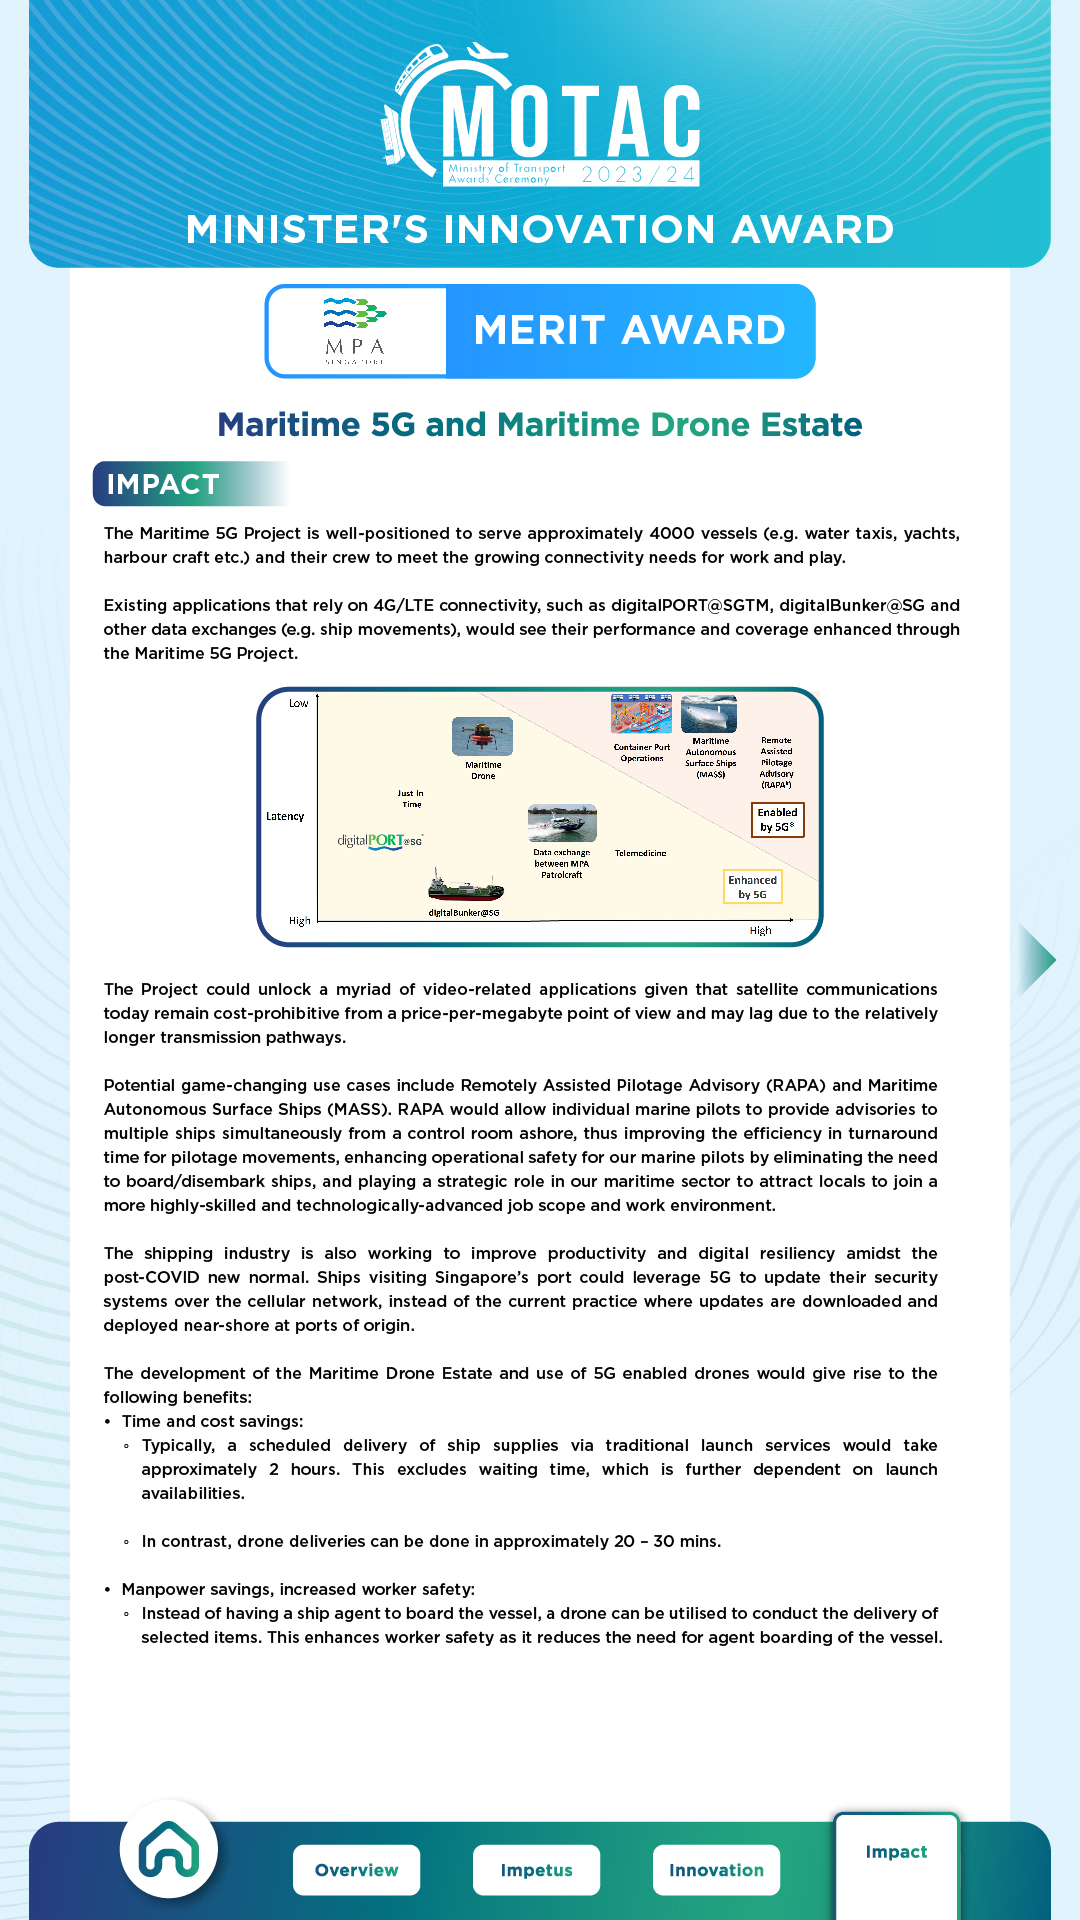 MOTAC
Ministry of Transport
Awards Ceremony 2023/24
MINISTER'S INNOVATION AWARD
MPA
SINGAPORE
MERIT AWARD
Maritime 5G and Maritime Drone Estate
IMPACT
The Maritime 5G Project is well-positioned to serve approximately 4000 vessels (e.g. water taxis, yachts,
harbour craft etc.) and their crew to meet the growing connectivity needs for work and play.
Existing applications that rely on 4G/LTE connectivity, such as digitalPORT@SGTM, digitalBunker@SG and
other data exchanges (e.g. ship movements), would see their performance and coverage enhanced through
the Maritime 5G Project.
Low
Latency
High
High
Maritime
Drone
Container Port
Operations
Maritime
Autonomous
Surface Ships
(MASS)
Remote
Assisted
Pilotage
Advisory
(RAPA*)
Just In
Time
Enabled
by 5G*
digitalPORT@SG™
Data exchange
between MPA
Patrolcraft
Telemedicine
Enhanced
by 5G
digitalBunker@SG
The Project could unlock a myriad of video-related applications given that satellite communications
today remain cost-prohibitive from a price-per-megabyte point of view and may lag due to the relatively
longer transmission pathways.
Potential game-changing use cases include Remotely Assisted Pilotage Advisory (RAPA) and Maritime
Autonomous Surface Ships (MASS). RAPA would allow individual marine pilots to provide advisories to
multiple ships simultaneously from a control room ashore, thus improving the efficiency in turnaround
time for pilotage movements, enhancing operational safety for our marine pilots by eliminating the need
to board/disembark ships, and playing a strategic role in our maritime sector to attract locals to join a
more highly-skilled and technologically-advanced job scope and work environment.
The shipping industry is also working to improve productivity and digital resiliency amidst the
post-COVID new normal. Ships visiting Singapore’s port could leverage 5G to update their security
systems over the cellular network, instead of the current practice where updates are downloaded and
deployed near-shore at ports of origin.
The development of the Maritime Drone Estate and use of 5G enabled drones would give rise to the
following benefits:
• Time and cost savings:
◦ Typically, a scheduled delivery of ship supplies via traditional launch services would take
approximately 2 hours. This excludes waiting time, which is further dependent on launch
availabilities.
◦ In contrast, drone deliveries can be done in approximately 20 – 30 mins.
• Manpower savings, increased worker safety:
◦ Instead of having a ship agent to board the vessel, a drone can be utilised to conduct the delivery of
selected items. This enhances worker safety as it reduces the need for agent boarding of the vessel.
Overview
Impetus
Innovation
Impact